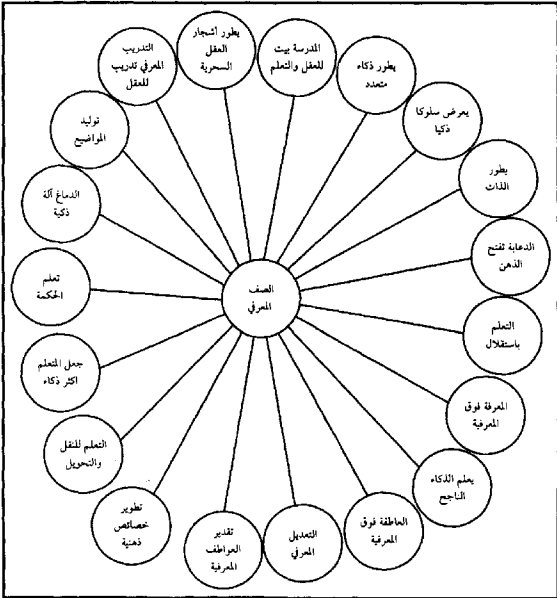 الصف
المعرفي
المدرسة بيت
للعقل والتعلم
يطور ذكاء
متعدد
يعرض سلوكا
ذكيا
يطور
الذات
الدعابة تفتح
الذهن
التعلم
باستقلال
المعرفة فوق
المعرفية
يعلم الذكاء
الناجح
العاطفة فوق
المعرفية
التعديل
المعرفي
تقدير
العواطف
المعرفية
تطوير
خصائص
ذهنية
التعلم للنقل
والتحويل
جعل المتعلم
اكثر ذكاء
تعلم
الحكمة
الدماغ آلة
ذكية
توليد
المواضيع
التدريب
المعرفي تدريب
للعقل
يطور أشجار
العقل
السحرية